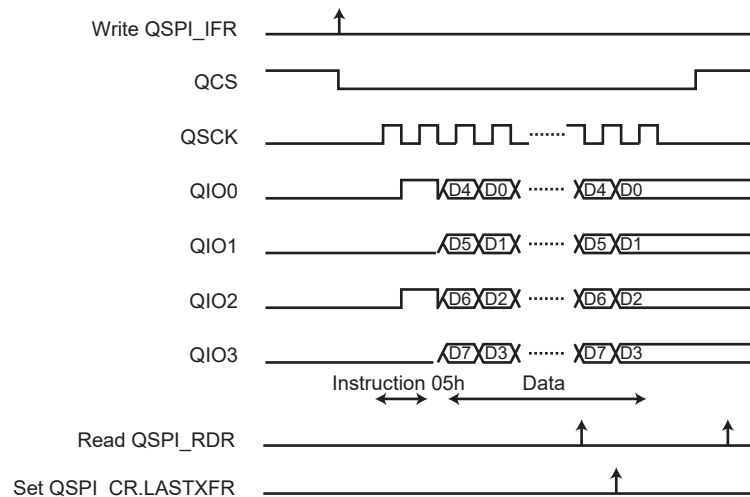 Write QSPI_IFR
QCS
QSCK
QIO0 D4 D0 D4 D0
QIO1 D5 D1 D5 D1
QIO2 D6 D2 D6 D2
QIO3 D7 D3 D7 D3
Instruction 05h Data
Read QSPI_RDR
Set QSPI_CR.LASTXFR